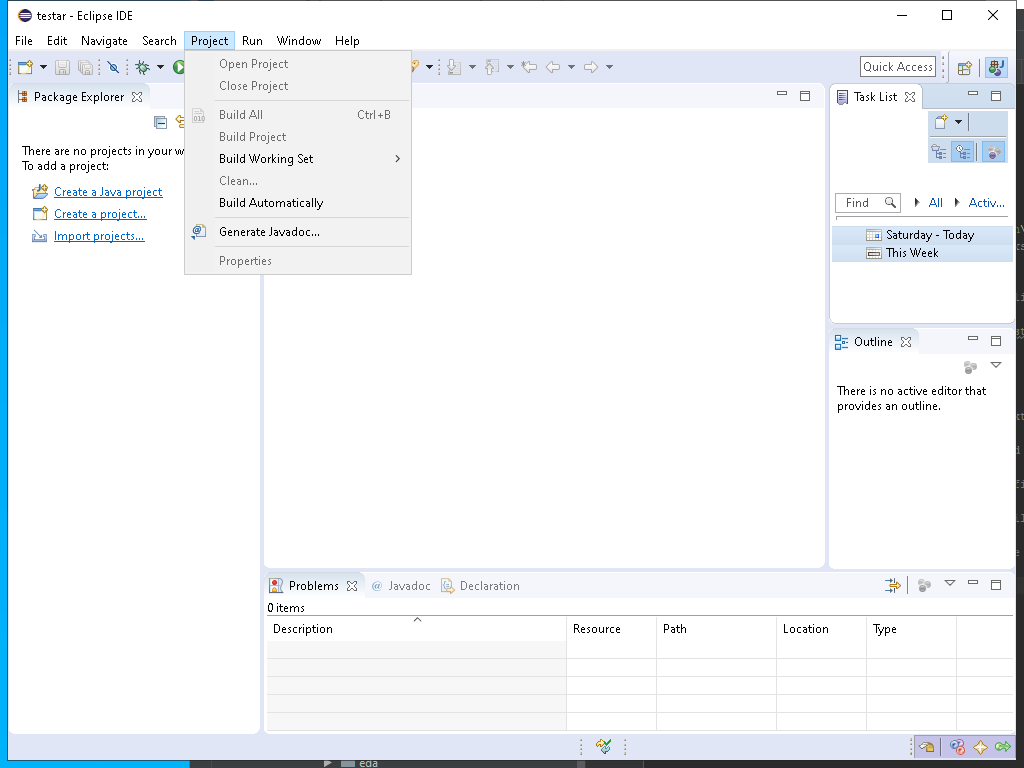 testar - Eclipse IDE
File Edit Navigate Search Project Run Window Help
Quick Access
Package Explorer
There are no projects in your w
To add a project:
Create a Java project
Create a project...
Import projects...
Open Project
Close Project
Build All Ctrl+B
Build Project
Build Working Set
Clean...
Build Automatically
Generate Javadoc...
Properties
Task List
Find All Activ...
Saturday - Today
This Week
Outline
There is no active editor that
provides an outline.
Problems Javadoc Declaration
0 items
Description Resource Path Location Type
eda